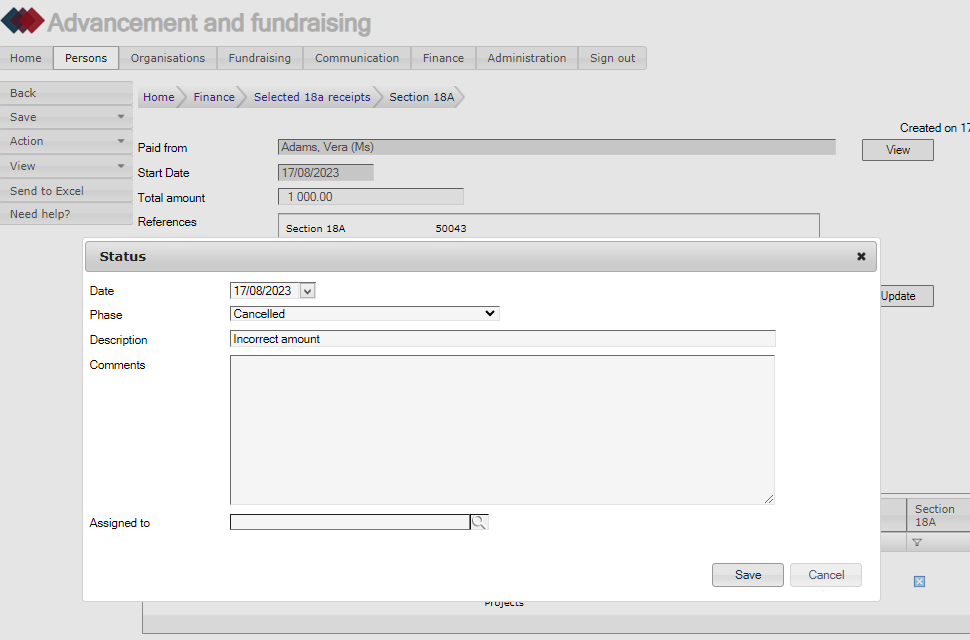 Advancement and fundraising
Home Persons Organisations Fundraising Communication Finance Administration Sign out
Back
Save
Action
View
Send to Excel
Need help?
Home Finance Selected 18a receipts Section 18A
Created on 17
Paid from Adams, Vera (Ms) View
Start Date 17/08/2023
Total amount 1 000.00
References
Section 18A 50043
Status
Date 17/08/2023
Phase Cancelled
Update
Description Incorrect amount
Comments
Assigned to
Section
18A
Save Cancel
Projects